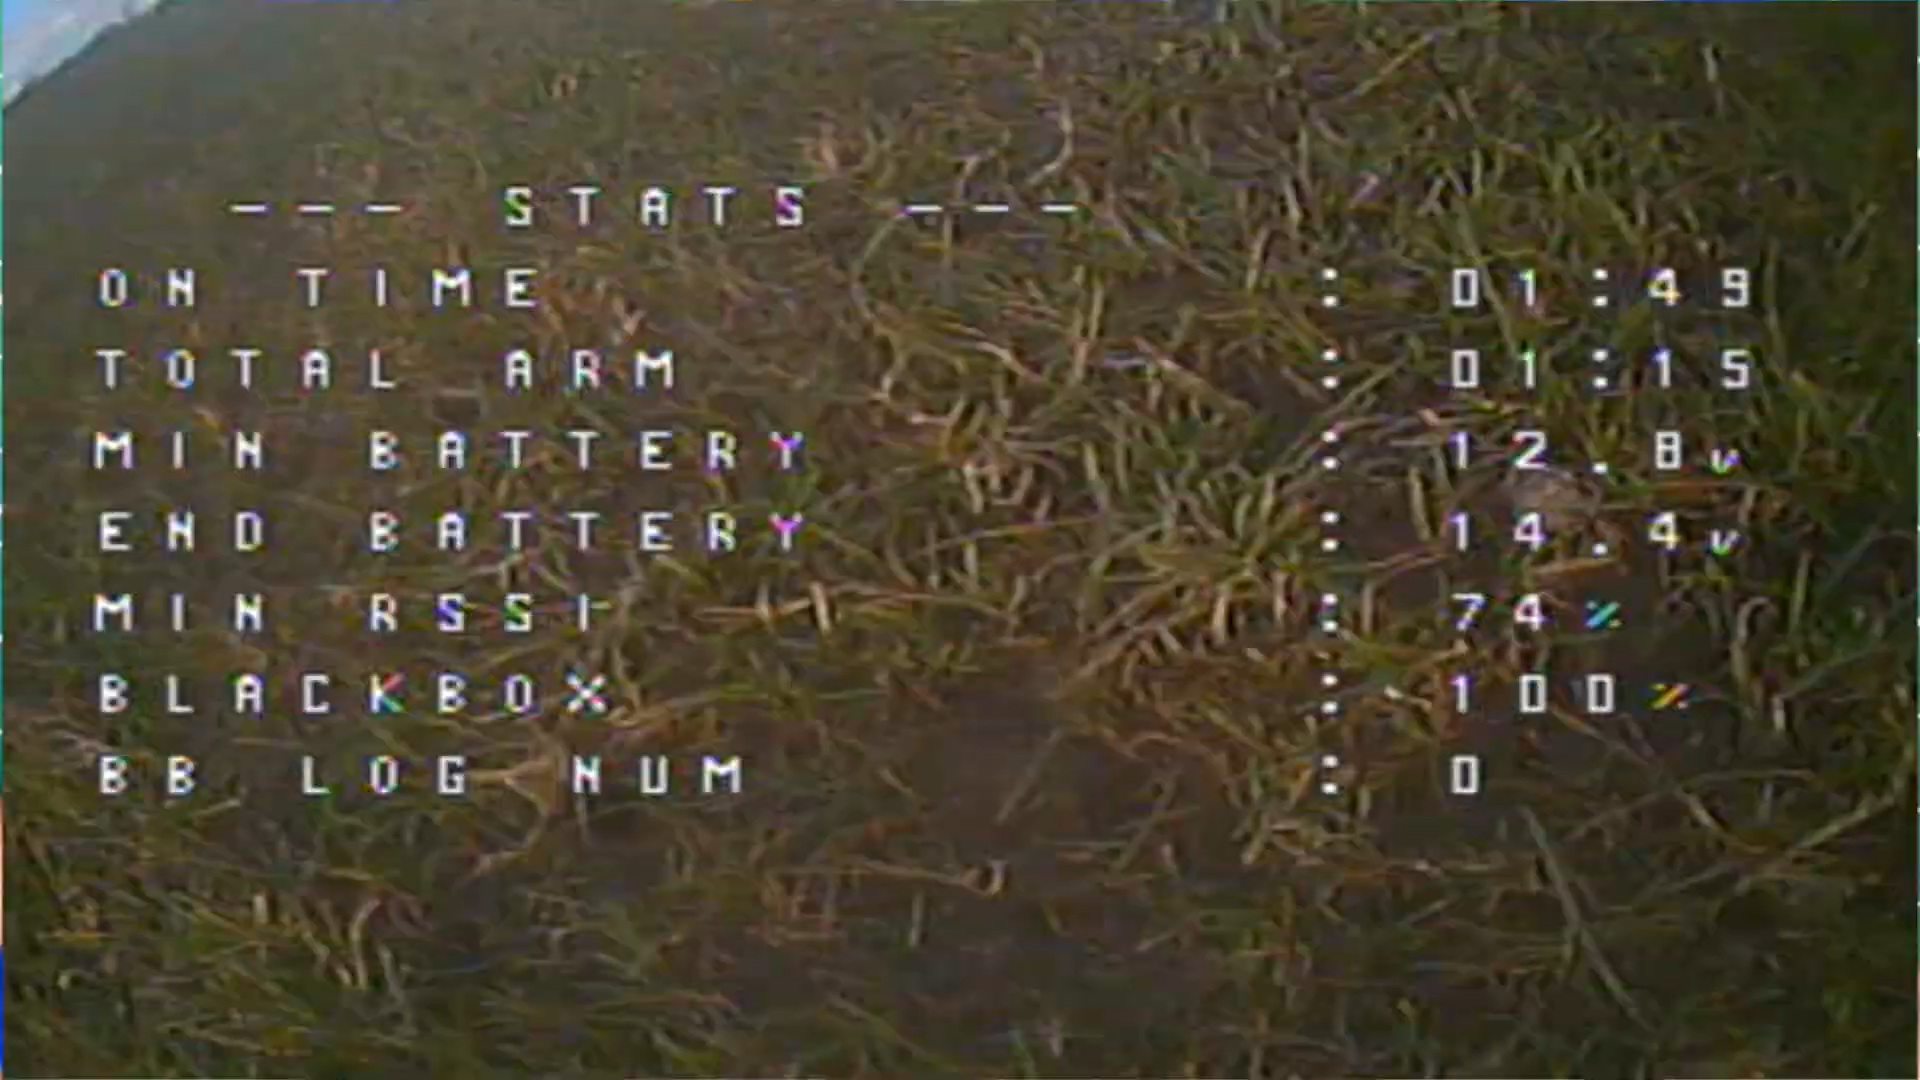 --- STATS ---
ON TIME : 01:49
TOTAL ARM : 01:15
MIN BATTERY : 12.8V
END BATTERY : 14.4V
MIN RSSI : 74%
BLACKBOX : 100%
BB LOG NUM : 0